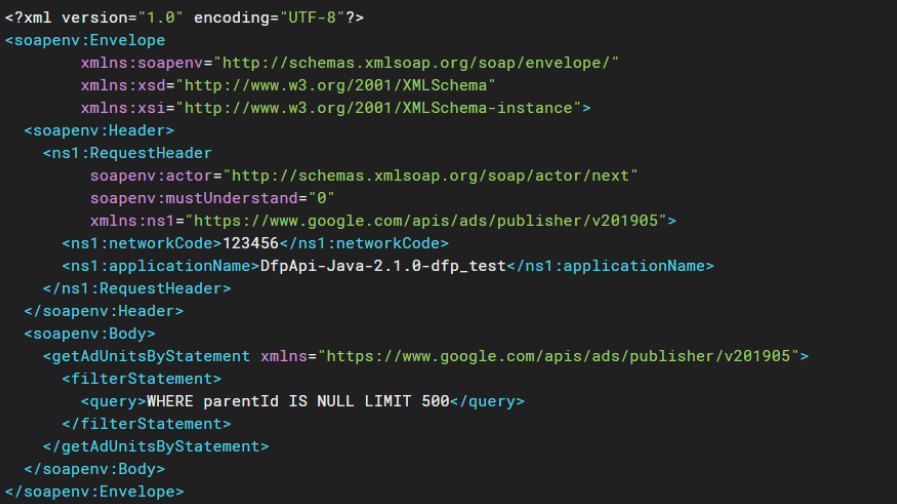 <?xml version="1.0" encoding="UTF-8"?>
<soapenv:Envelope
        xmlns:soapenv="http://schemas.xmlsoap.org/soap/envelope/"
        xmlns:xsd="http://www.w3.org/2001/XMLSchema"
        xmlns:xsi="http://www.w3.org/2001/XMLSchema-instance">
  <soapenv:Header>
    <ns1:RequestHeader
         soapenv:actor="http://schemas.xmlsoap.org/soap/actor/next"
         soapenv:mustUnderstand="0"
         xmlns:ns1="https://www.google.com/apis/ads/publisher/v201905">
      <ns1:networkCode>123456</ns1:networkCode>
      <ns1:applicationName>DfpApi-Java-2.1.0-dfp_test</ns1:applicationName>
    </ns1:RequestHeader>
  </soapenv:Header>
  <soapenv:Body>
    <getAdUnitsByStatement xmlns="https://www.google.com/apis/ads/publisher/v201905">
      <filterStatement>
        <query>WHERE parentId IS NULL LIMIT 500</query>
      </filterStatement>
    </getAdUnitsByStatement>
  </soapenv:Body>
</soapenv:Envelope>